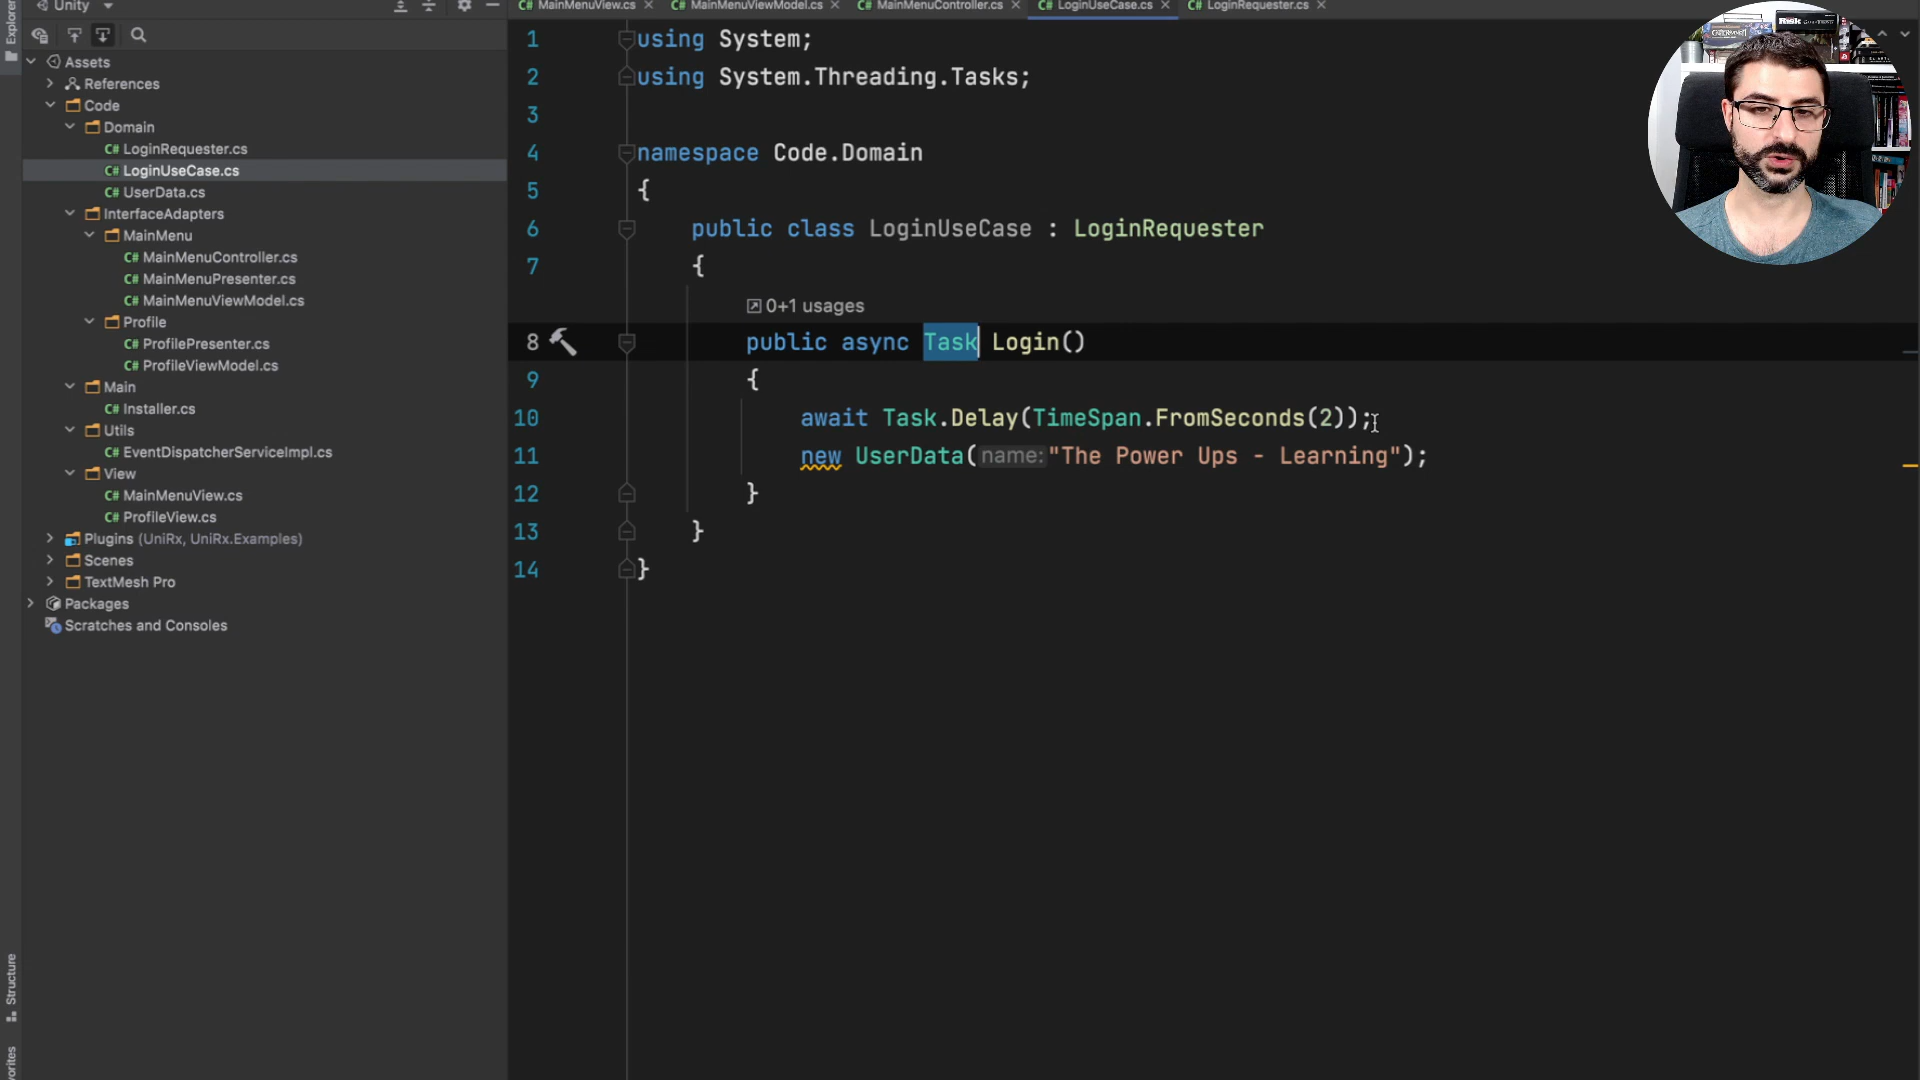 Explorer
Unity
MainMenuView.cs
MainMenuViewModel.cs
MainMenuController.cs
LoginUseCase.cs
LoginRequester.cs
Assets
References
Code
Domain
C# LoginRequester.cs
C# LoginUseCase.cs
C# UserData.cs
InterfaceAdapters
MainMenu
C# MainMenuController.cs
C# MainMenuPresenter.cs
C# MainMenuViewModel.cs
Profile
C# ProfilePresenter.cs
C# ProfileViewModel.cs
Main
C# Installer.cs
Utils
C# EventDispatcherServiceImpl.cs
View
C# MainMenuView.cs
C# ProfileView.cs
Plugins (UniRx, UniRx.Examples)
Scenes
TextMesh Pro
Packages
Scratches and Consoles
Structure
1 using System;
2 using System.Threading.Tasks;
3
4 namespace Code.Domain
5 {
6 public class LoginUseCase : LoginRequester
7 {
0+1 usages
8 public async Task Login()
9 {
10 await Task.Delay(TimeSpan.FromSeconds(2));
11 new UserData(name:"The Power Ups - Learning");
12 }
13 }
14 }
Risk